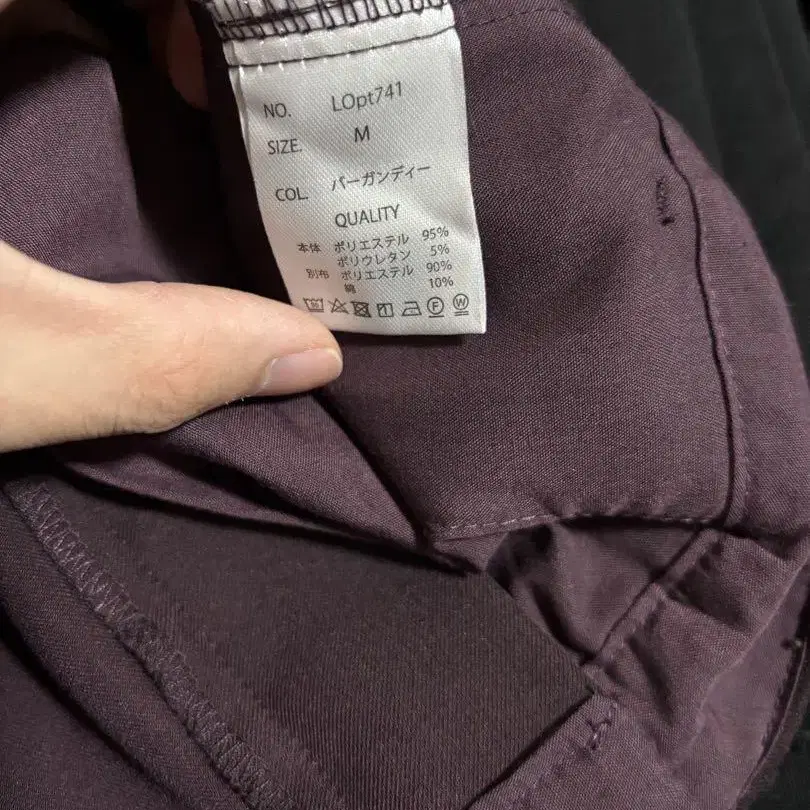 NO. LOpt741
SIZE. M
COL. バーガンディー
QUALITY
本体 ポリエステル 95%
ポリウレタン 5%
別布 ポリエステル 90%
綿 10%
F W